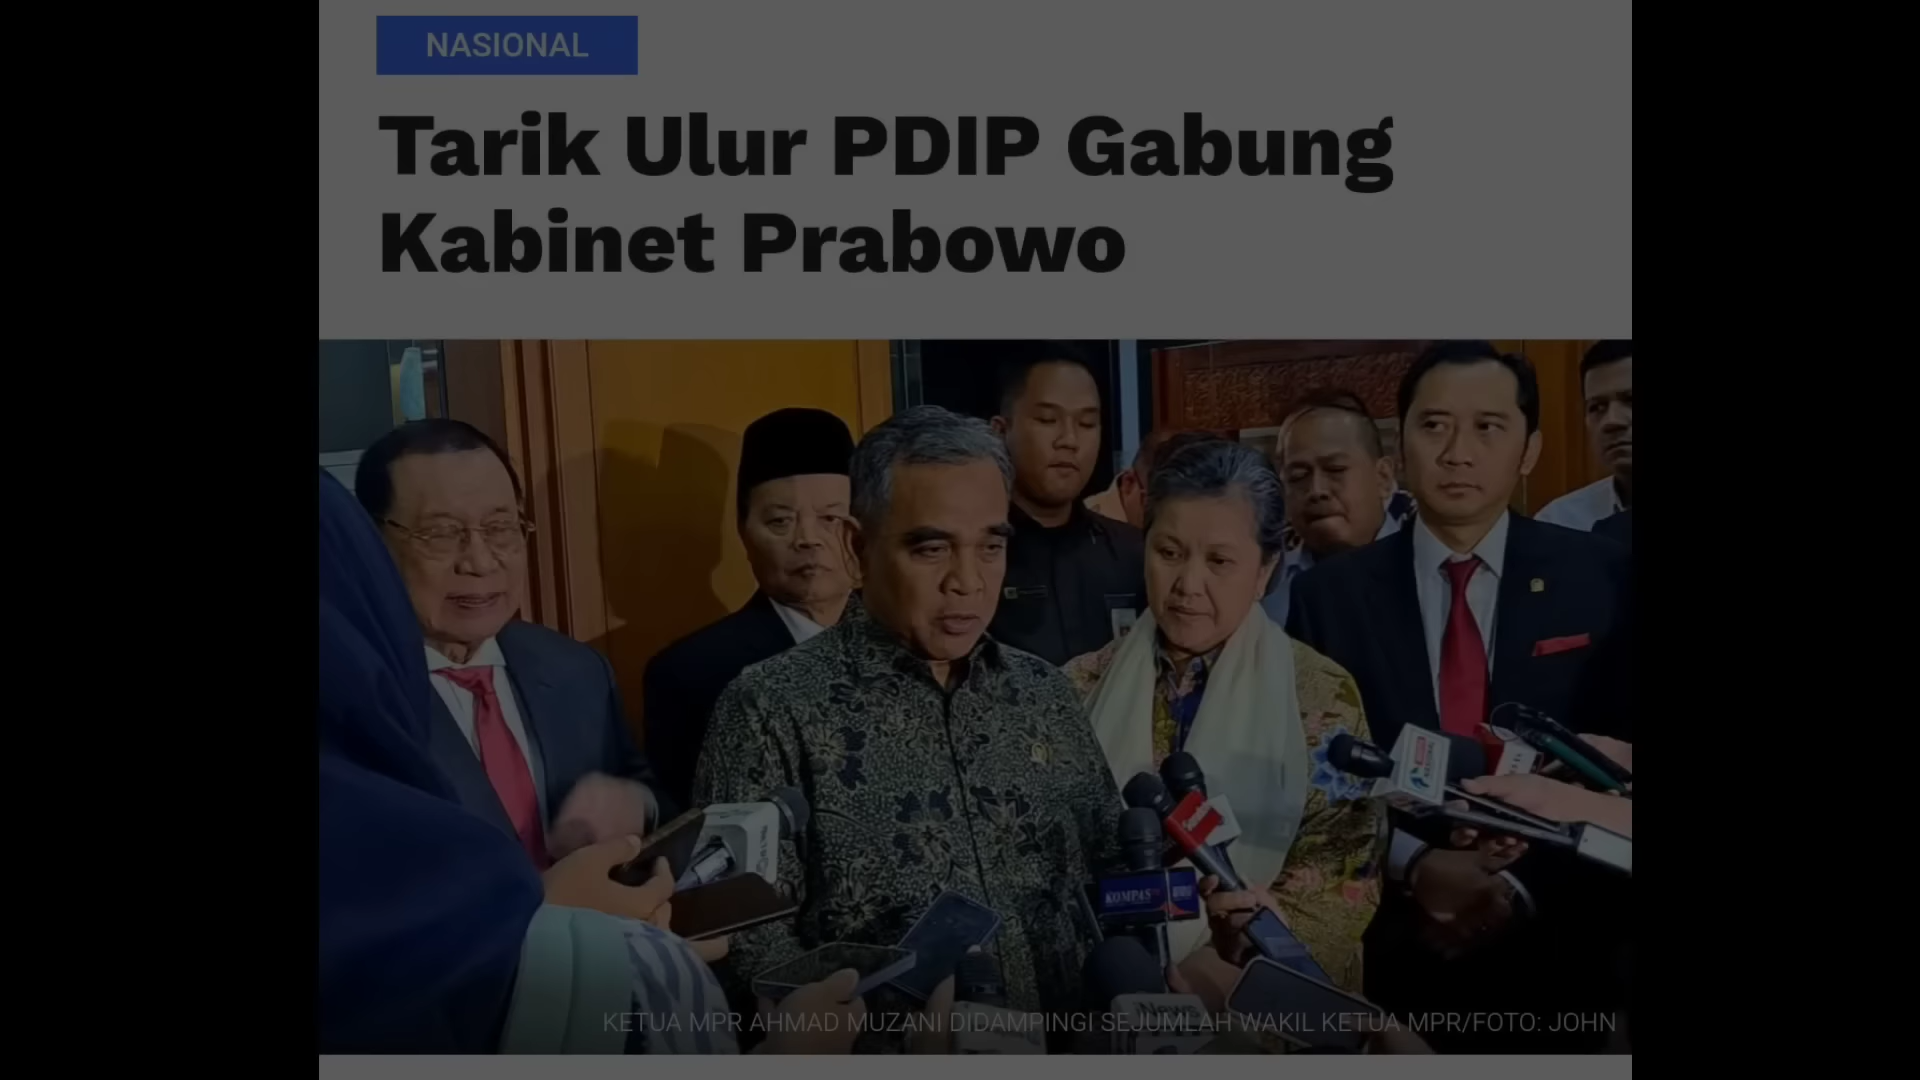 NASIONAL
Tarik Ulur PDIP Gabung
Kabinet Prabowo
KOMPAS
iNews
KETUA MPR AHMAD MUZANI DIDAMPINGI SEJUMLAH WAKIL KETUA MPR/FOTO: JOHN